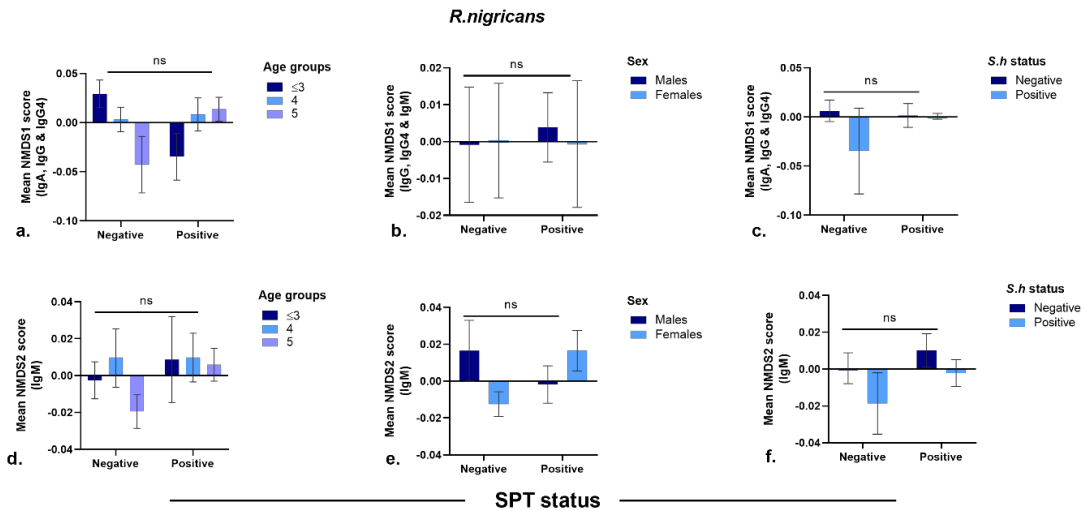 R.nigricans
Mean NMDS1 score
(IgA, IgG & IgG4)
0.05
0.00
-0.05
-0.10
ns
Negative
Positive
Age groups
≤3
4
5
a.
Mean NMDS1 score
(IgG, IgG4 & IgM)
0.02
0.01
0.00
-0.01
-0.02
ns
Negative
Positive
Sex
Males
Females
b.
Mean NMDS1 score
(IgA, IgG & IgG4)
0.05
0.00
-0.05
-0.10
ns
Negative
Positive
S.h status
Negative
Positive
c.
Mean NMDS2 score
(IgM)
0.04
0.02
0.00
-0.02
-0.04
ns
Negative
Positive
Age groups
≤3
4
5
d.
Mean NMDS2 score
(IgM)
0.04
0.02
0.00
-0.02
-0.04
ns
Negative
Positive
Sex
Males
Females
e.
Mean NMDS2 score
(IgM)
0.04
0.02
0.00
-0.02
-0.04
ns
Negative
Positive
S.h status
Negative
Positive
f.
SPT status